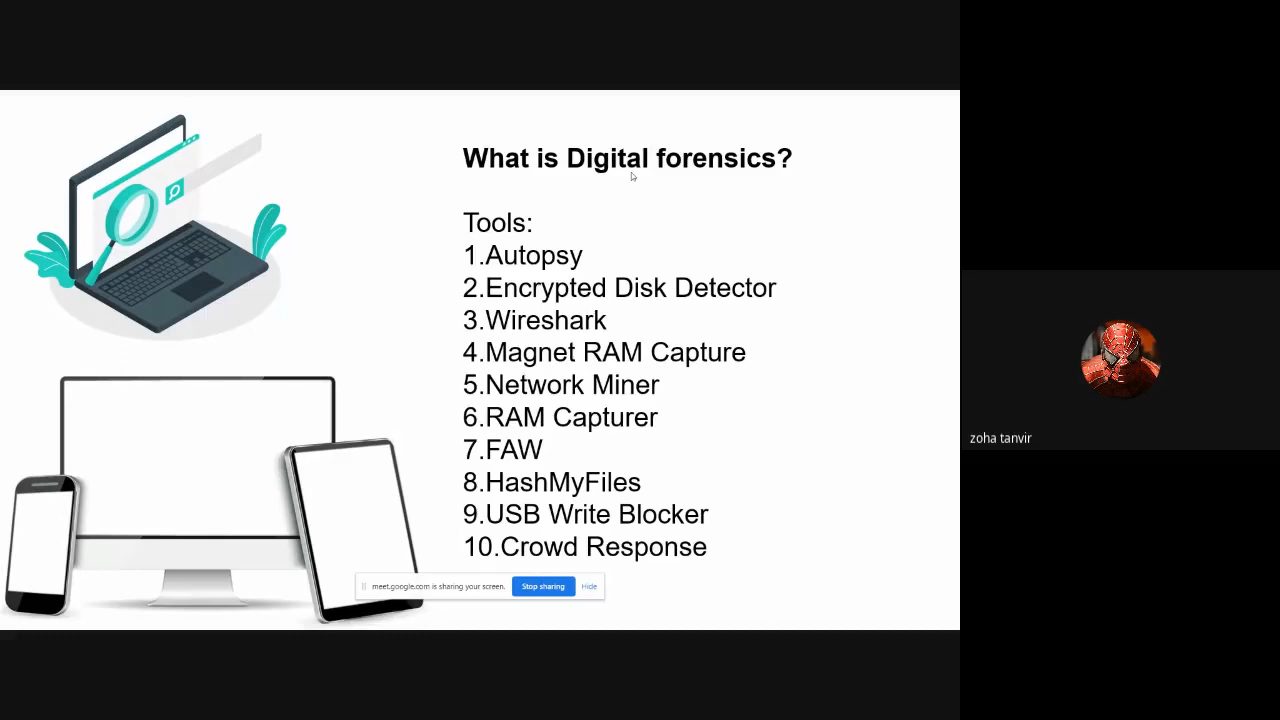 What is Digital forensics?
Tools:
1.Autopsy
2.Encrypted Disk Detector
3.Wireshark
4.Magnet RAM Capture
5.Network Miner
6.RAM Capturer
7.FAW
8.HashMyFiles
9.USB Write Blocker
10.Crowd Response
meet.google.com is sharing your screen. Stop sharing Hide
zoha tanvir